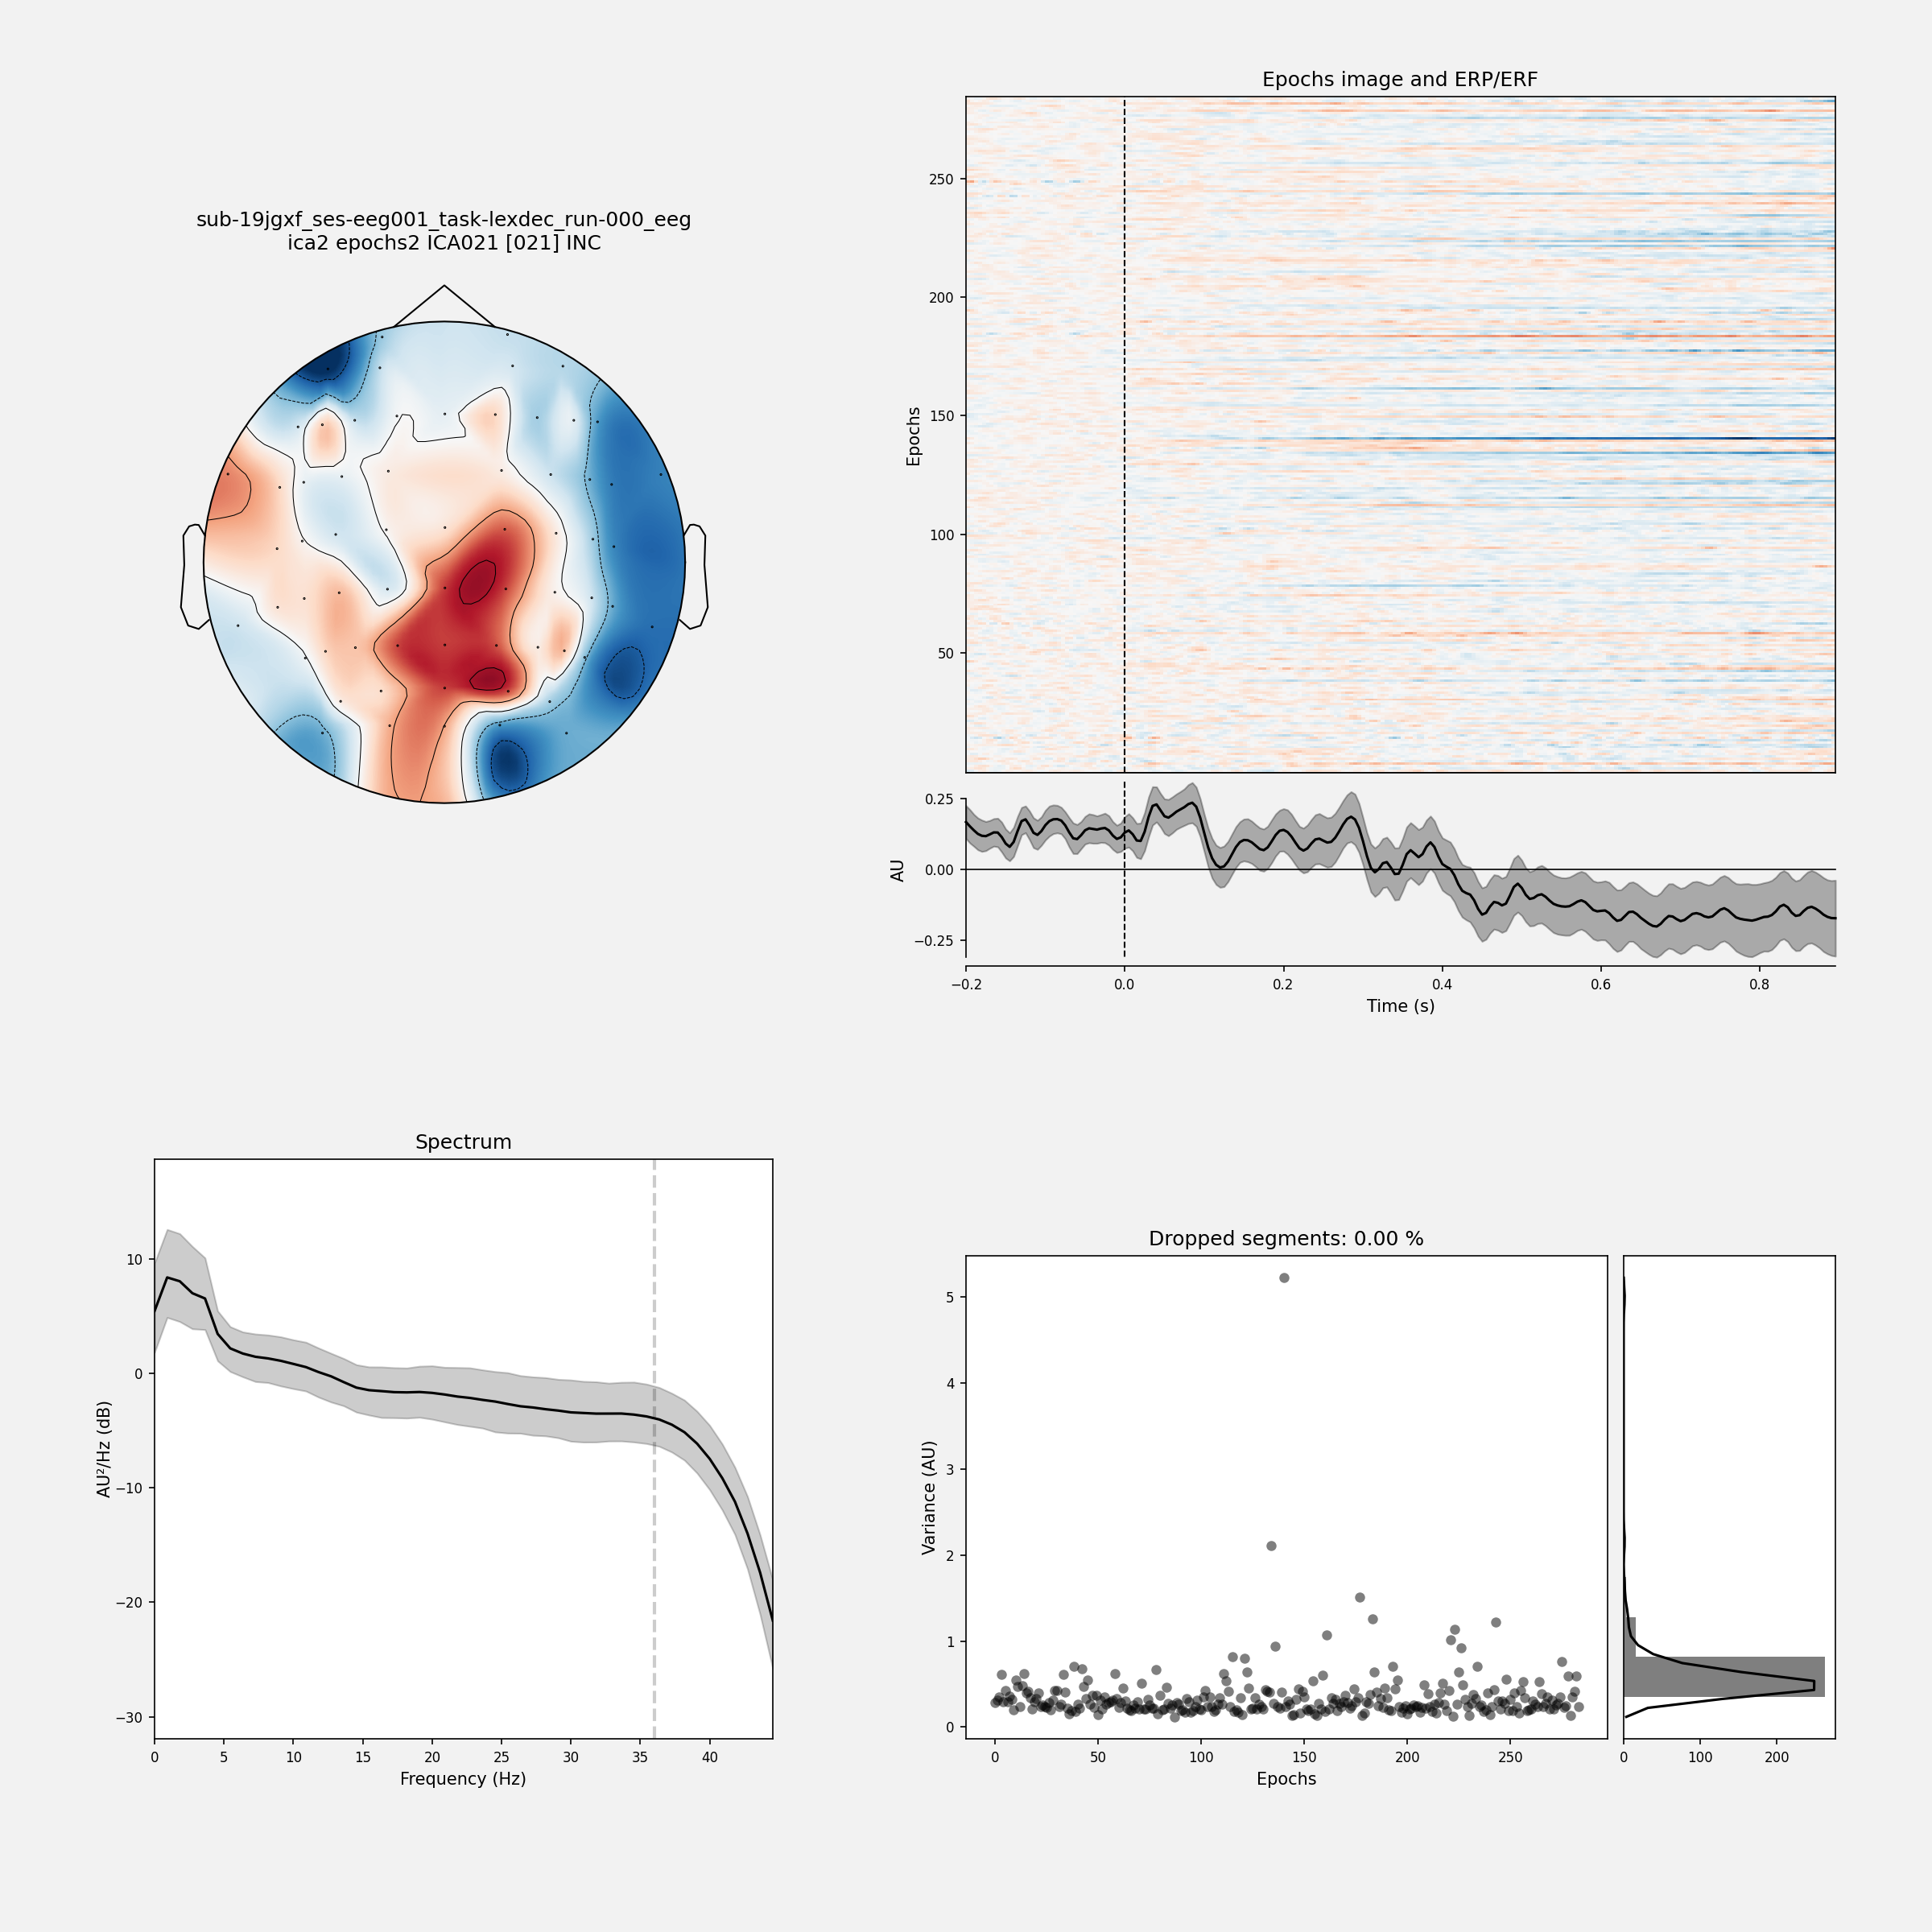 sub-19jgxf_ses-eeg001_task-lexdec_run-000_eeg
ica2 epochs2 ICA021 [021] INC
Epochs image and ERP/ERF
250
200
150
100
50
Epochs
0.25
0.00
−0.25
AU
−0.2 0.0 0.2 0.4 0.6 0.8
Time (s)
Spectrum
10
0
−10
−20
−30
AU²/Hz (dB)
0 5 10 15 20 25 30 35 40
Frequency (Hz)
Dropped segments: 0.00 %
5
4
3
2
1
0
Variance (AU)
0 50 100 150 200 250
Epochs
0 100 200